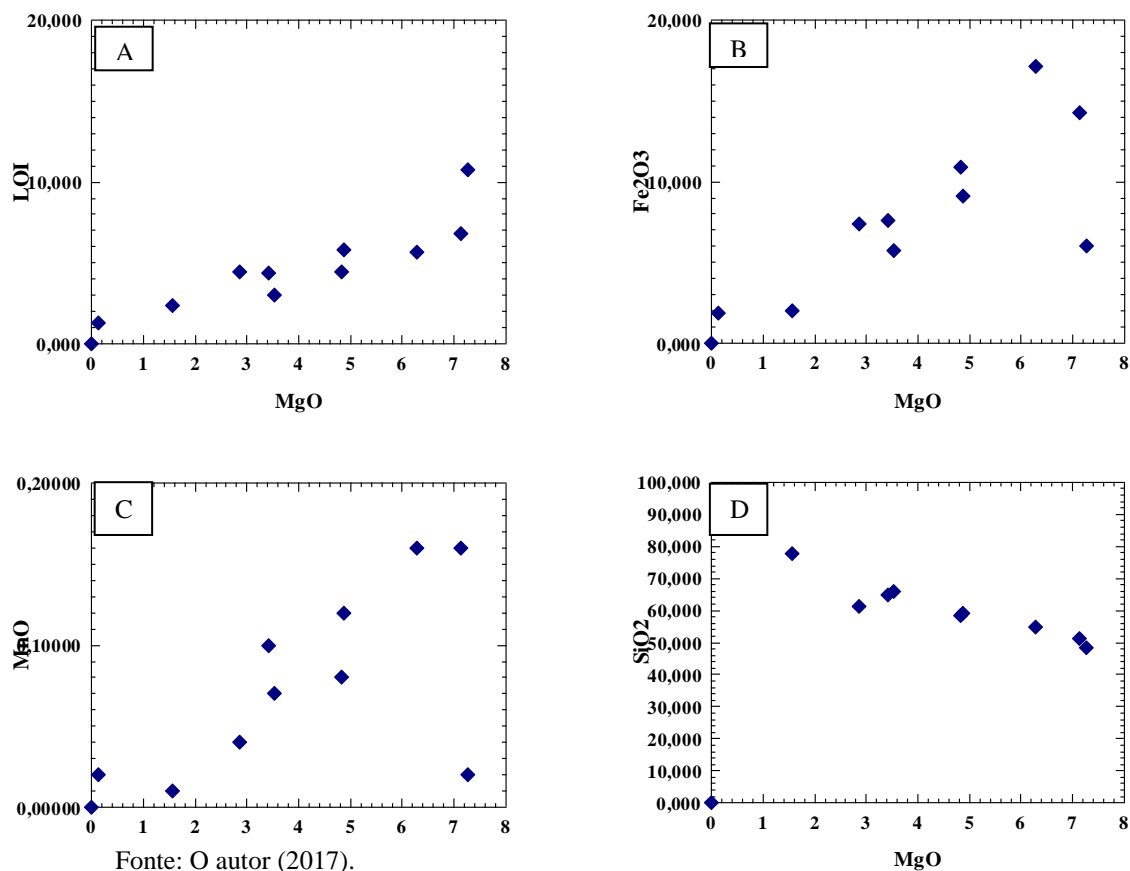 A
20,000
10,000
0,000
LOI
0 1 2 3 4 5 6 7 8
MgO
B
20,000
10,000
0,000
Fe2O3
0 1 2 3 4 5 6 7 8
MgO
C
0,20000
0,10000
0,00000
MnO
0 1 2 3 4 5 6 7 8
Fonte: O autor (2017).
D
100,000
90,000
80,000
70,000
60,000
50,000
40,000
30,000
20,000
10,000
0,000
SiO2
0 1 2 3 4 5 6 7 8
MgO